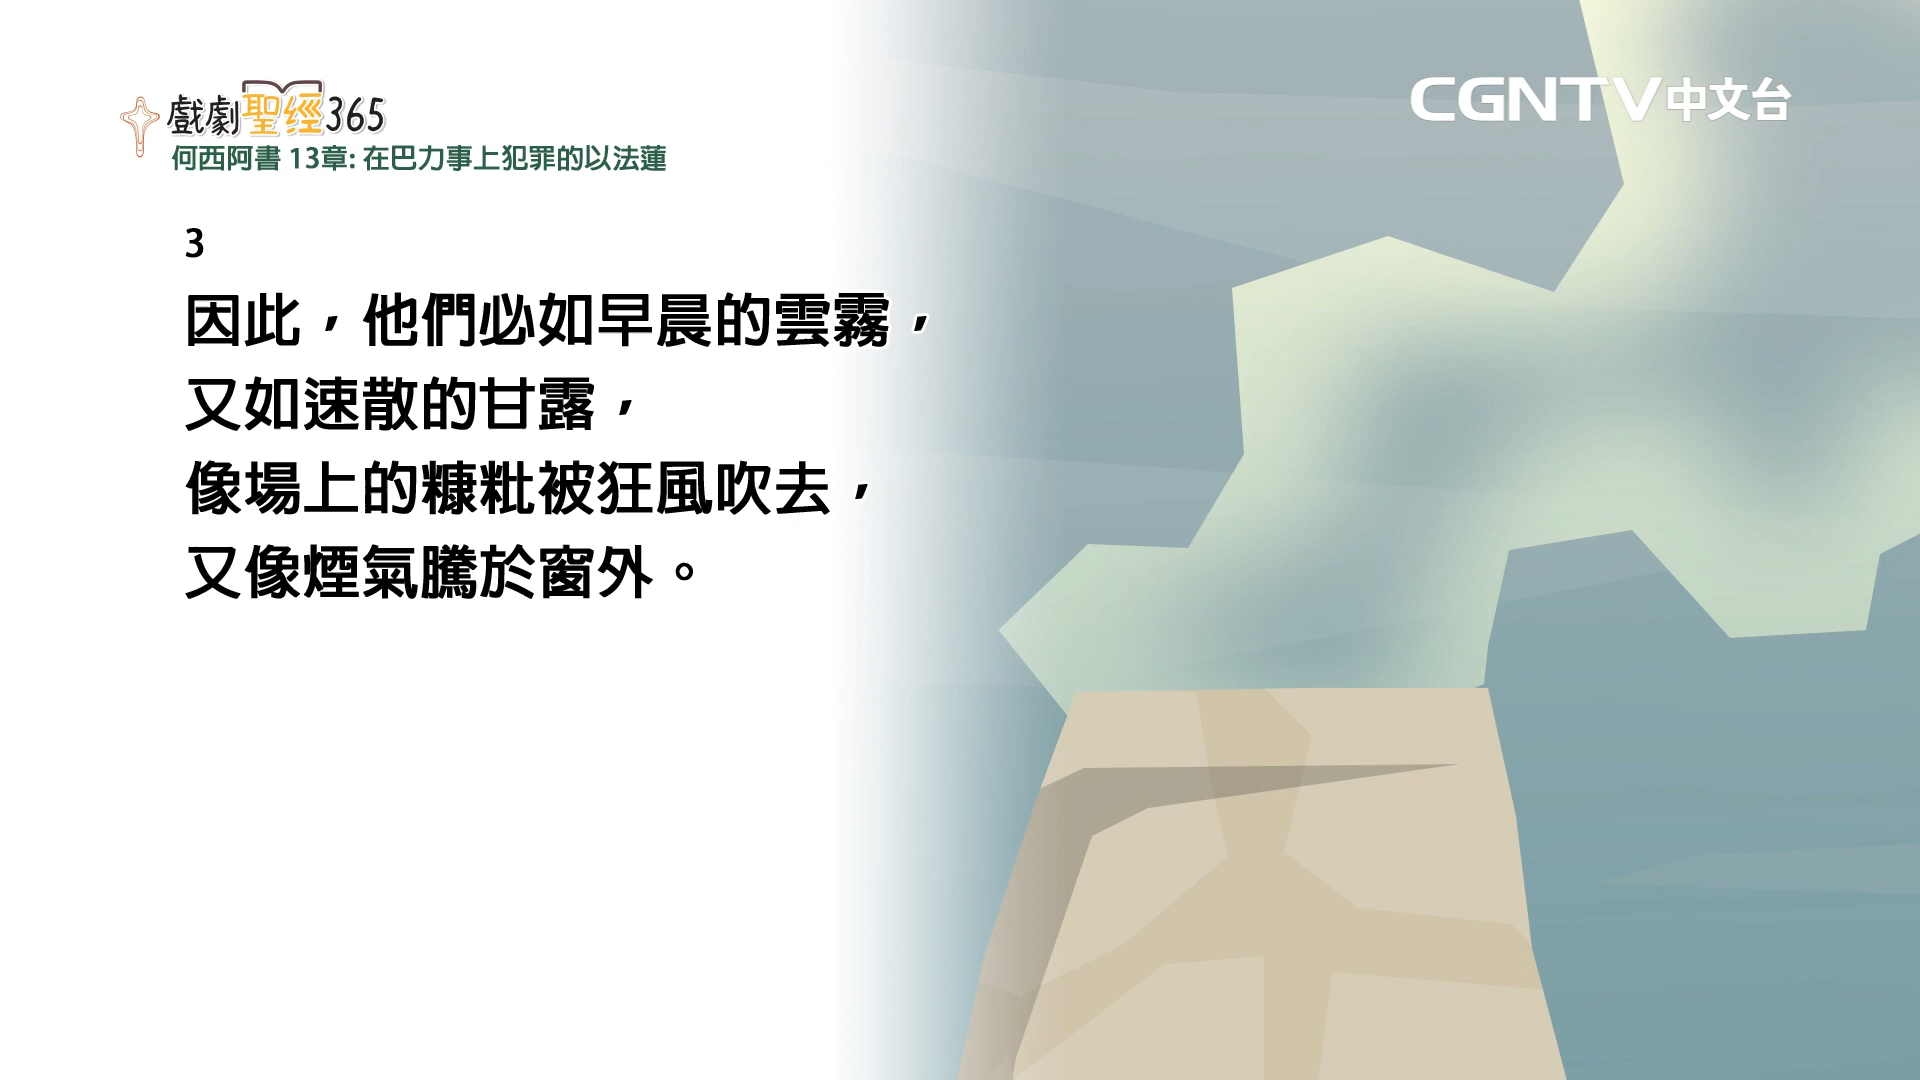 戲劇聖經365
CGNTV中文台
何西阿書 13章: 在巴力事上犯罪的以法蓮
3
因此，他們必如早晨的雲霧，
又如速散的甘露，
像場上的糠粃被狂風吹去，
又像煙氣騰於窗外。